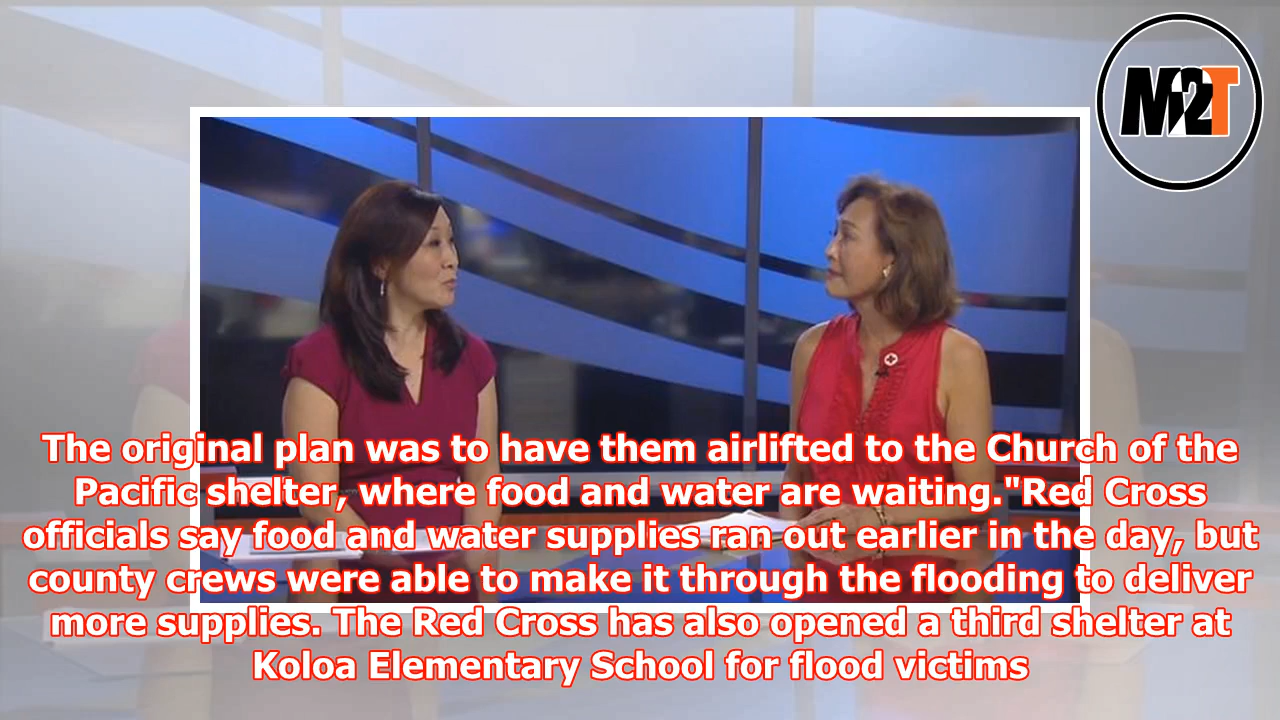 M2T
The original plan was to have them airlifted to the Church of the
Pacific shelter, where food and water are waiting."Red Cross
officials say food and water supplies ran out earlier in the day, but
county crews were able to make it through the flooding to deliver
more supplies. The Red Cross has also opened a third shelter at
Koloa Elementary School for flood victims